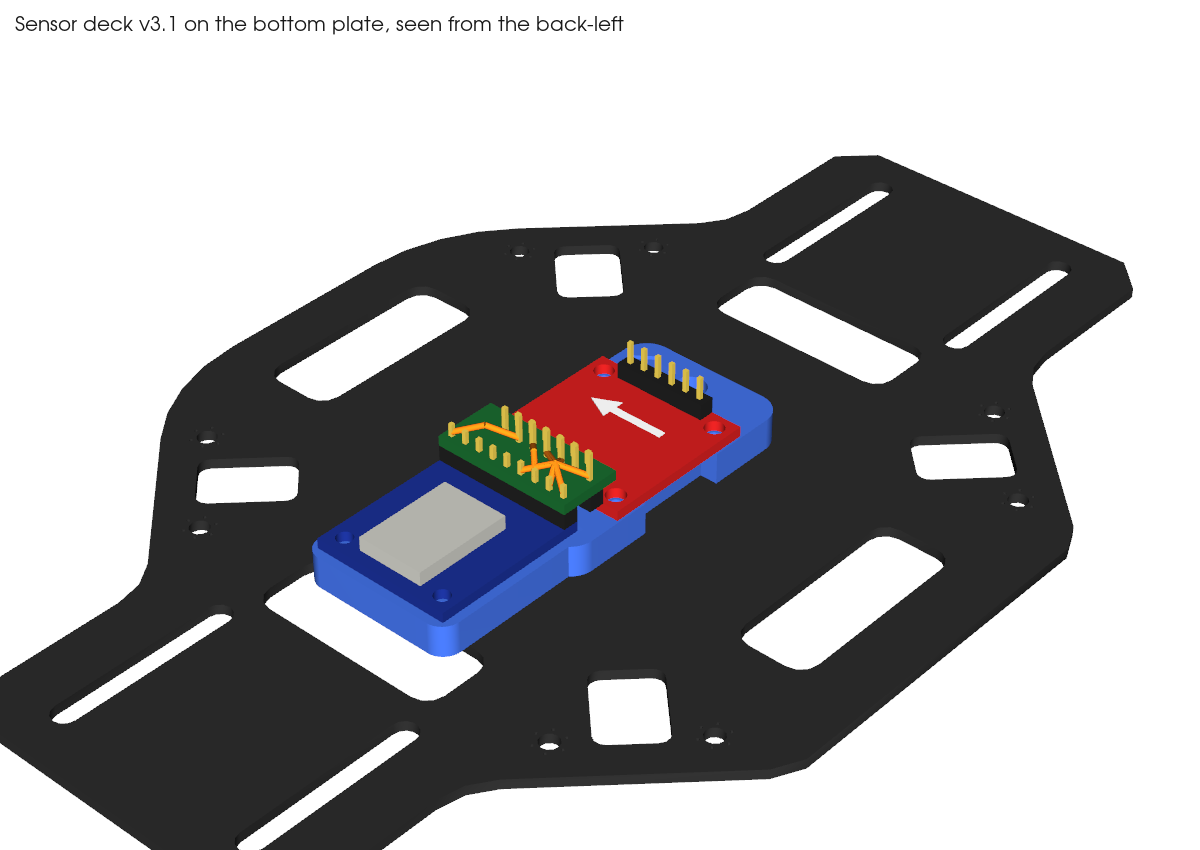 Sensor deck v3.1 on the bottom plate, seen from the back-left